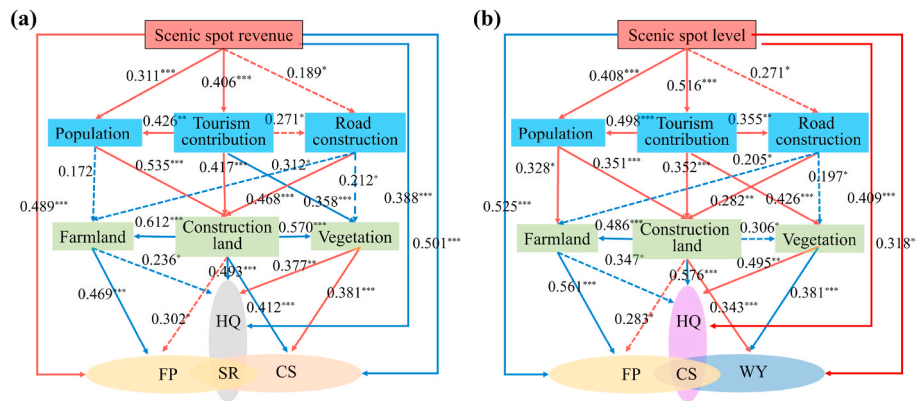 (a)
Scenic spot revenue
0.311***
0.406***
0.189*
Population
0.426**
Tourism
contribution
0.271*
Road
construction
0.172
0.535***
0.417***
0.312*
0.468***
0.358***
0.212*
0.388***
0.489***
0.501***
Farmland
0.612***
Construction
land
0.570***
Vegetation
0.236*
0.493***
0.377**
0.469***
0.412***
0.381***
0.302*
HQ
FP
SR
CS
(b)
Scenic spot level
0.408***
0.516***
0.271*
Population
0.498***
Tourism
contribution
0.355**
Road
construction
0.328*
0.351***
0.352***
0.205*
0.282**
0.426***
0.197*
0.409***
0.525***
0.318*
Farmland
0.486***
Construction
land
0.306*
Vegetation
0.347*
0.576***
0.495**
0.561***
0.343***
0.381***
0.283*
HQ
FP
CS
WY